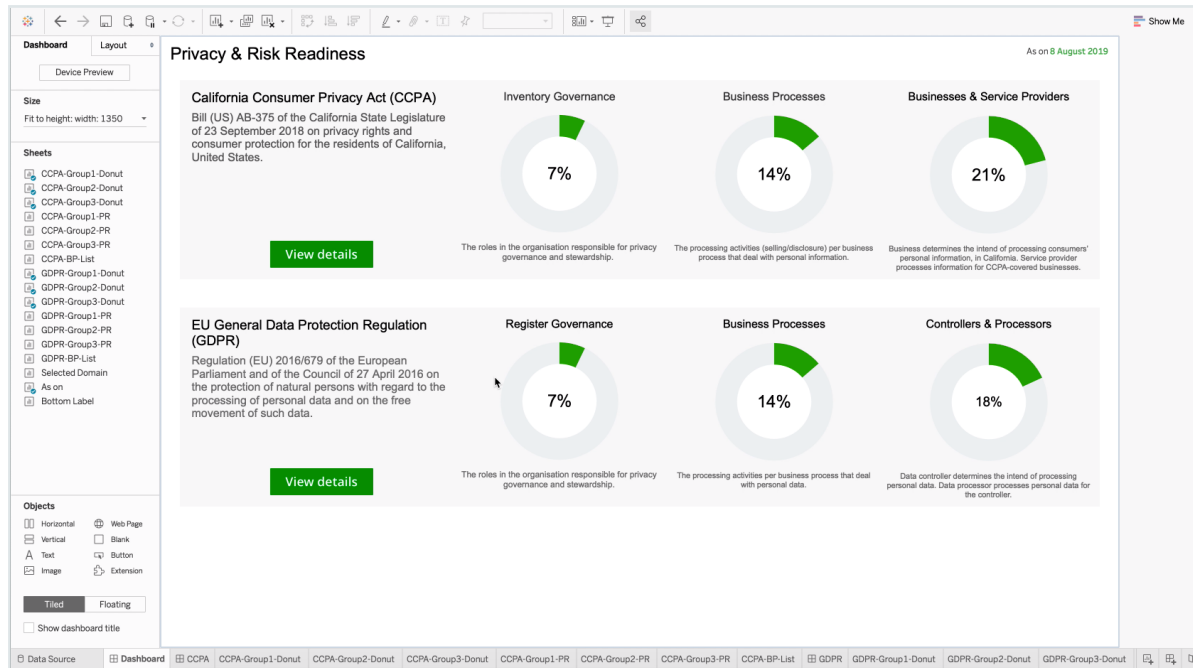 Show Me
Dashboard
Layout
Device Preview
Size
Fit to height: width: 1350
Sheets
CCPA-Group1-Donut
CCPA-Group2-Donut
CCPA-Group3-Donut
CCPA-Group1-PR
CCPA-Group2-PR
CCPA-Group3-PR
CCPA-BP-List
GDPR-Group1-Donut
GDPR-Group2-Donut
GDPR-Group3-Donut
GDPR-Group1-PR
GDPR-Group2-PR
GDPR-Group3-PR
GDPR-BP-List
Selected Domain
As on
Bottom Label
Objects
Horizontal Web Page
Vertical Blank
A Text Button
Image Extension
Tiled Floating
Show dashboard title
Privacy & Risk Readiness
As on 8 August 2019
California Consumer Privacy Act (CCPA)
Bill (US) AB-375 of the California State Legislature
of 23 September 2018 on privacy rights and
consumer protection for the residents of California,
United States.
View details
Inventory Governance
7%
The roles in the organisation responsible for privacy
governance and stewardship.
Business Processes
14%
The processing activities (selling/disclosure) per business
process that deal with personal information.
Businesses & Service Providers
21%
Business determines the intend of processing consumers'
personal information, in California. Service provider
processes information for CCPA-covered businesses.
EU General Data Protection Regulation
(GDPR)
Regulation (EU) 2016/679 of the European
Parliament and of the Council of 27 April 2016 on
the protection of natural persons with regard to the
processing of personal data and on the free
movement of such data.
View details
Register Governance
7%
The roles in the organisation responsible for privacy
governance and stewardship.
Business Processes
14%
The processing activities per business process that deal
with personal data.
Controllers & Processors
18%
Data controller determines the intend of processing
personal data. Data processor processes personal data for
the controller.
Data Source Dashboard CCPA CCPA-Group1-Donut CCPA-Group2-Donut CCPA-Group3-Donut CCPA-Group1-PR CCPA-Group2-PR CCPA-Group3-PR CCPA-BP-List GDPR GDPR-Group1-Donut GDPR-Group2-Donut GDPR-Group3-Donut